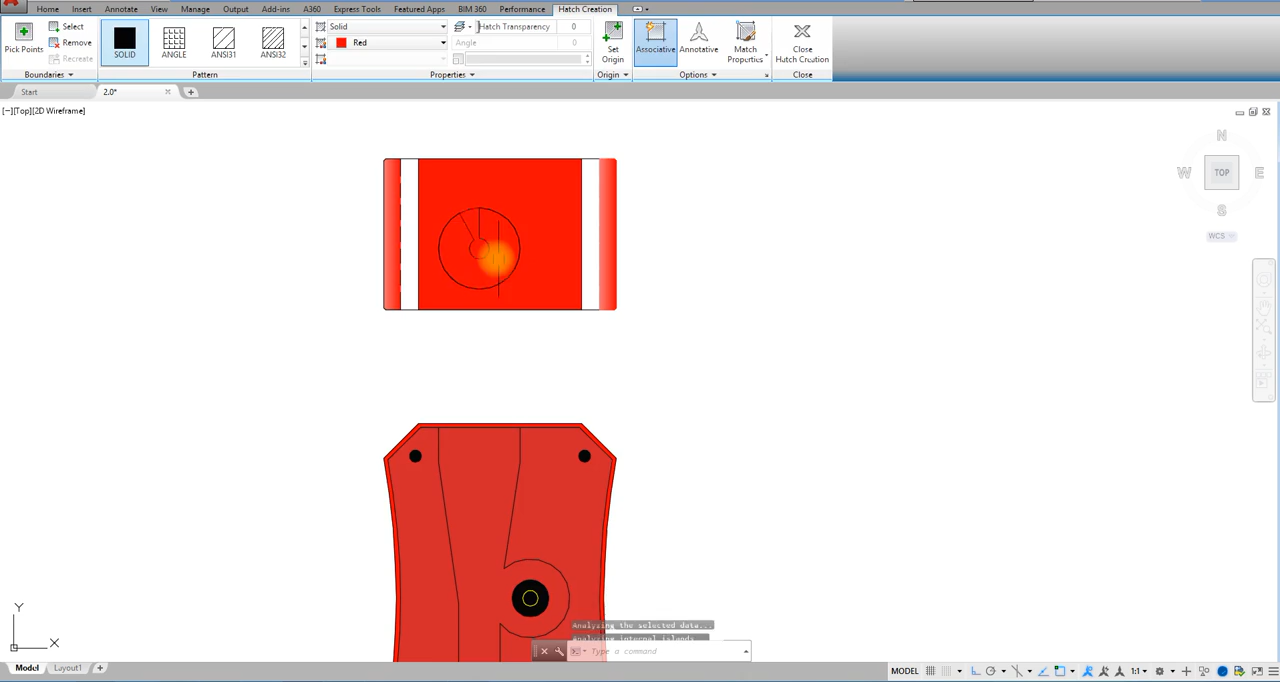 Home Insert Annotate View Manage Output Add-ins A360 Express Tools Featured Apps BIM 360 Performance Hatch Creation
Pick Points
Select
Remove
Recreate
Boundaries
SOLID
ANGLE
ANSI31
ANSI32
Pattern
Solid
Red
Hatch Transparency 0
Angle 0
Properties
Set
Origin
Origin
Associative
Annotative
Match
Properties
Options
Close
Hatch Creation
Close
Start
2.0*
[−][Top][2D Wireframe]
N
W TOP E
S
WCS
Y
X
Analyzing the selected data...
Analyzing internal islands...
Type a command
Model Layout1
MODEL
1:1